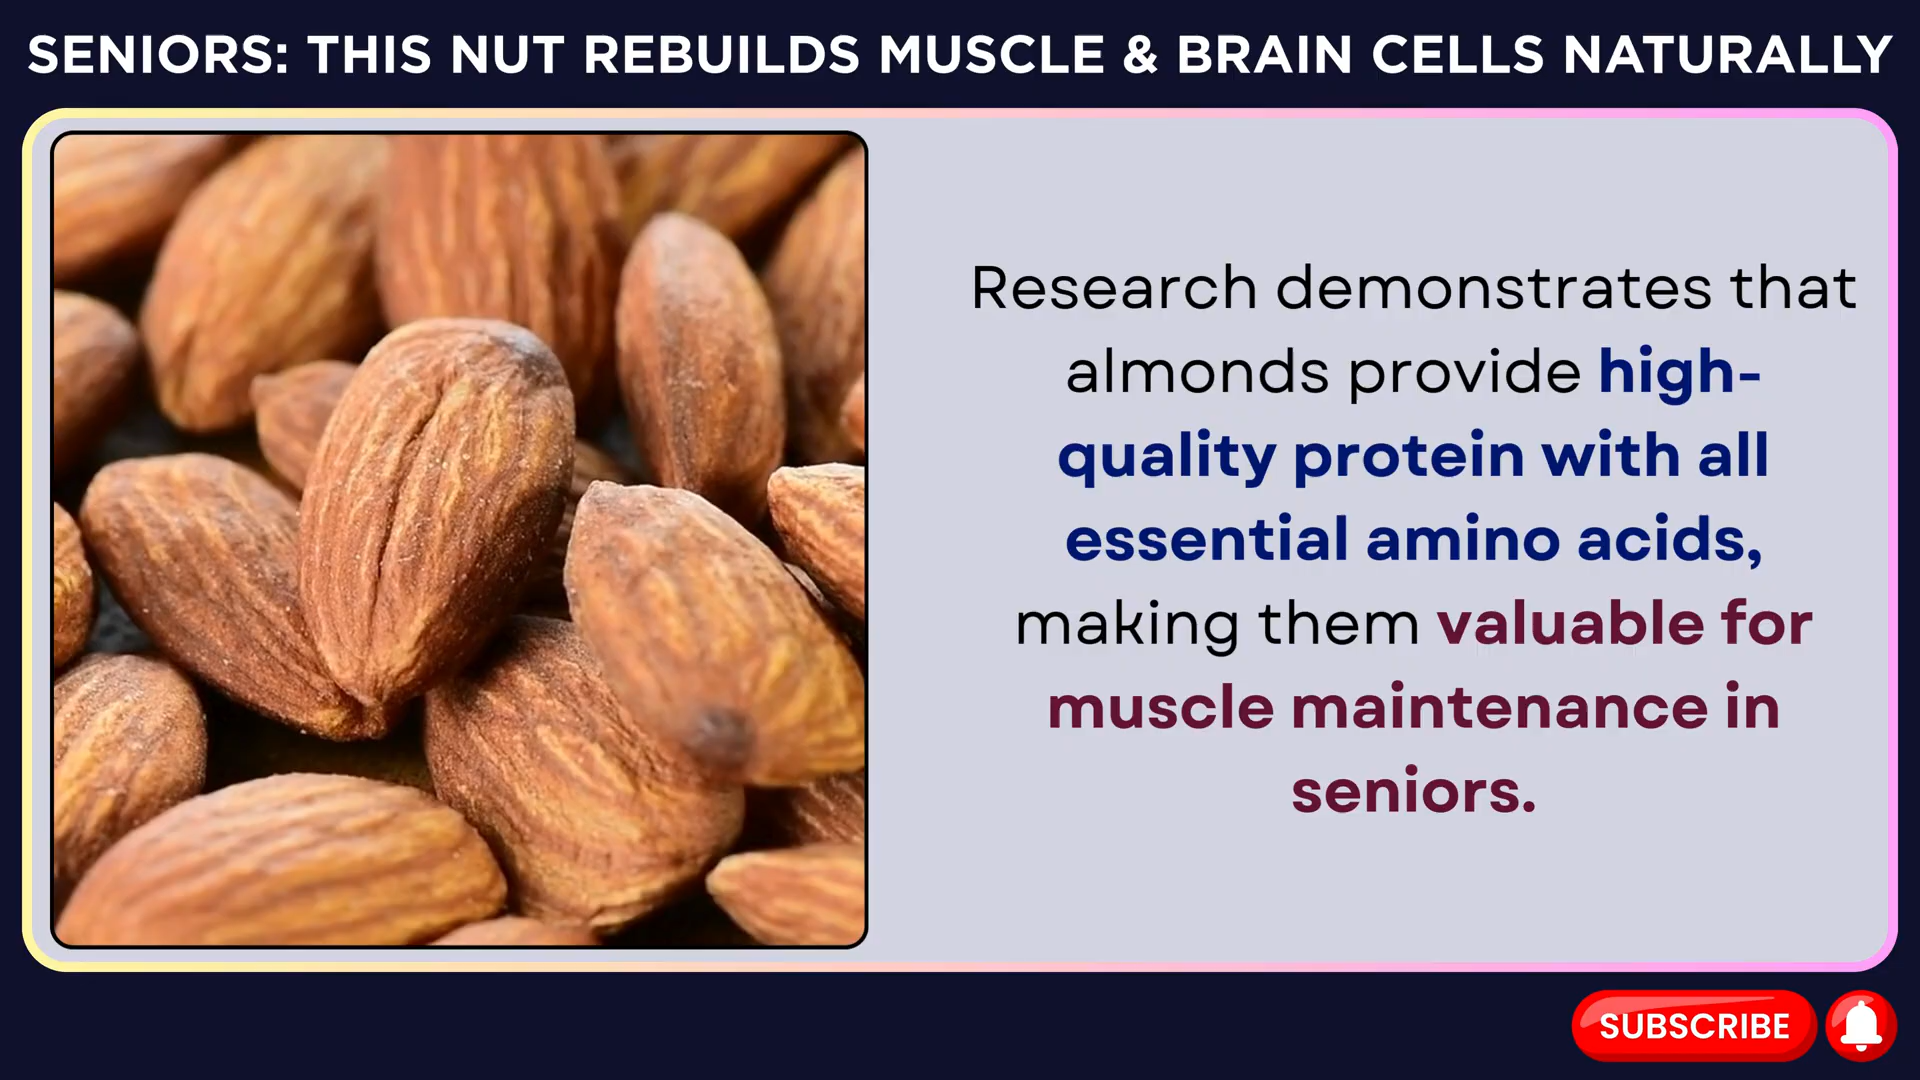 SENIORS: THIS NUT REBUILDS MUSCLE & BRAIN CELLS NATURALLY
Research demonstrates that
almonds provide high-
quality protein with all
essential amino acids,
making them valuable for
muscle maintenance in
seniors.
SUBSCRIBE